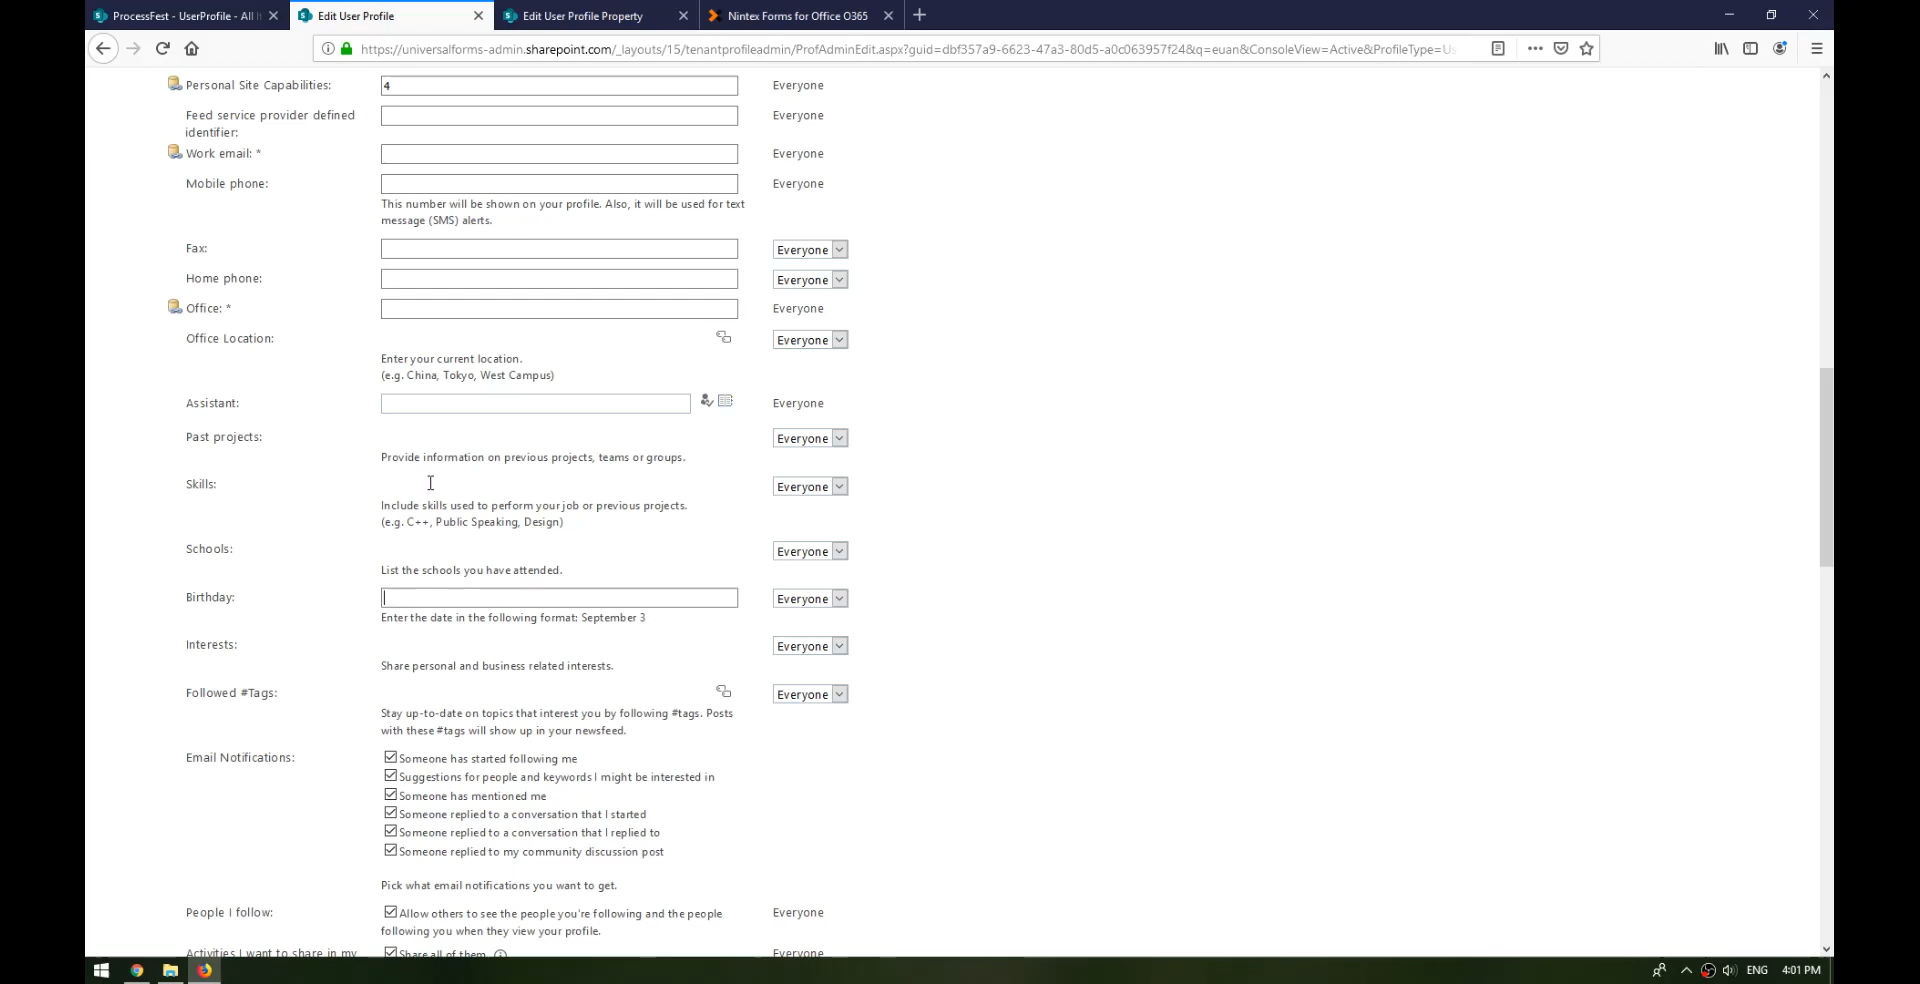 ProcessFest - UserProfile - All I
Edit User Profile
Edit User Profile Property
Nintex Forms for Office O365
https://universalforms-admin.sharepoint.com/_layouts/15/tenantprofileadmin/ProfAdminEdit.aspx?guid=dbf357a9-6623-47a3-80d5-a0c063957f24&q=euan&ConsoleView=Active&ProfileType=Us
Personal Site Capabilities: 4 Everyone
Feed service provider defined identifier: Everyone
Work email: * Everyone
Mobile phone: Everyone
This number will be shown on your profile. Also, it will be used for text
message (SMS) alerts.
Fax: Everyone
Home phone: Everyone
Office: * Everyone
Office Location: Everyone
Enter your current location.
(e.g. China, Tokyo, West Campus)
Assistant: Everyone
Past projects: Everyone
Provide information on previous projects, teams or groups.
Skills: Everyone
Include skills used to perform your job or previous projects.
(e.g. C++, Public Speaking, Design)
Schools: Everyone
List the schools you have attended.
Birthday: Everyone
Enter the date in the following format: September 3
Interests: Everyone
Share personal and business related interests.
Followed #Tags: Everyone
Stay up-to-date on topics that interest you by following #tags. Posts
with these #tags will show up in your newsfeed.
Email Notifications: Someone has started following me
Suggestions for people and keywords I might be interested in
Someone has mentioned me
Someone replied to a conversation that I started
Someone replied to a conversation that I replied to
Someone replied to my community discussion post
Pick what email notifications you want to get.
People I follow: Allow others to see the people you're following and the people Everyone
following you when they view your profile.
Activities I want to share in my Share all of them Everyone
ENG 4:01 PM